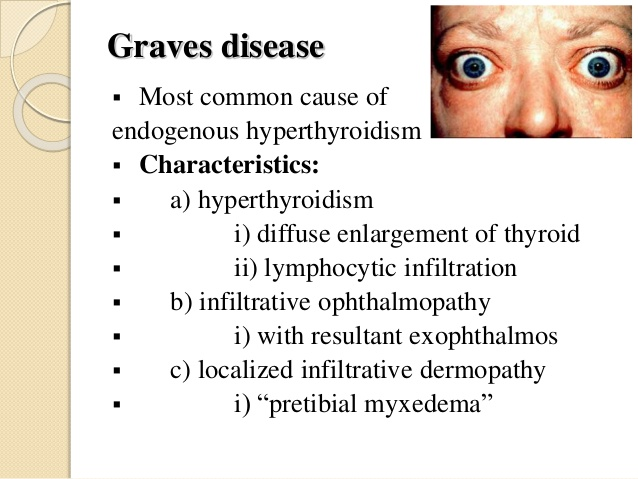 Graves disease
▪ Most common cause of
endogenous hyperthyroidism
▪ Characteristics:
▪ a) hyperthyroidism
▪ i) diffuse enlargement of thyroid
▪ ii) lymphocytic infiltration
▪ b) infiltrative ophthalmopathy
▪ i) with resultant exophthalmos
▪ c) localized infiltrative dermopathy
▪ i) “pretibial myxedema”